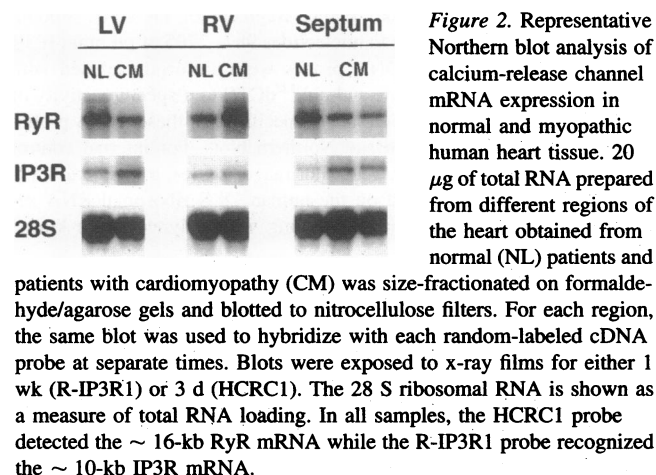 LV RV Septum
NL CM NL CM NL CM
RyR
IP3R
28S
Figure 2. Representative
Northern blot analysis of
calcium-release channel
mRNA expression in
normal and myopathic
human heart tissue. 20
μg of total RNA prepared
from different regions of
the heart obtained from
normal (NL) patients and
patients with cardiomyopathy (CM) was size-fractionated on formalde-
hyde/agarose gels and blotted to nitrocellulose filters. For each region,
the same blot was used to hybridize with each random-labeled cDNA
probe at separate times. Blots were exposed to x-ray films for either 1
wk (R-IP3R1) or 3 d (HCRC1). The 28 S ribosomal RNA is shown as
a measure of total RNA loading. In all samples, the HCRC1 probe
detected the ~ 16-kb RyR mRNA while the R-IP3R1 probe recognized
the ~ 10-kb IP3R mRNA.